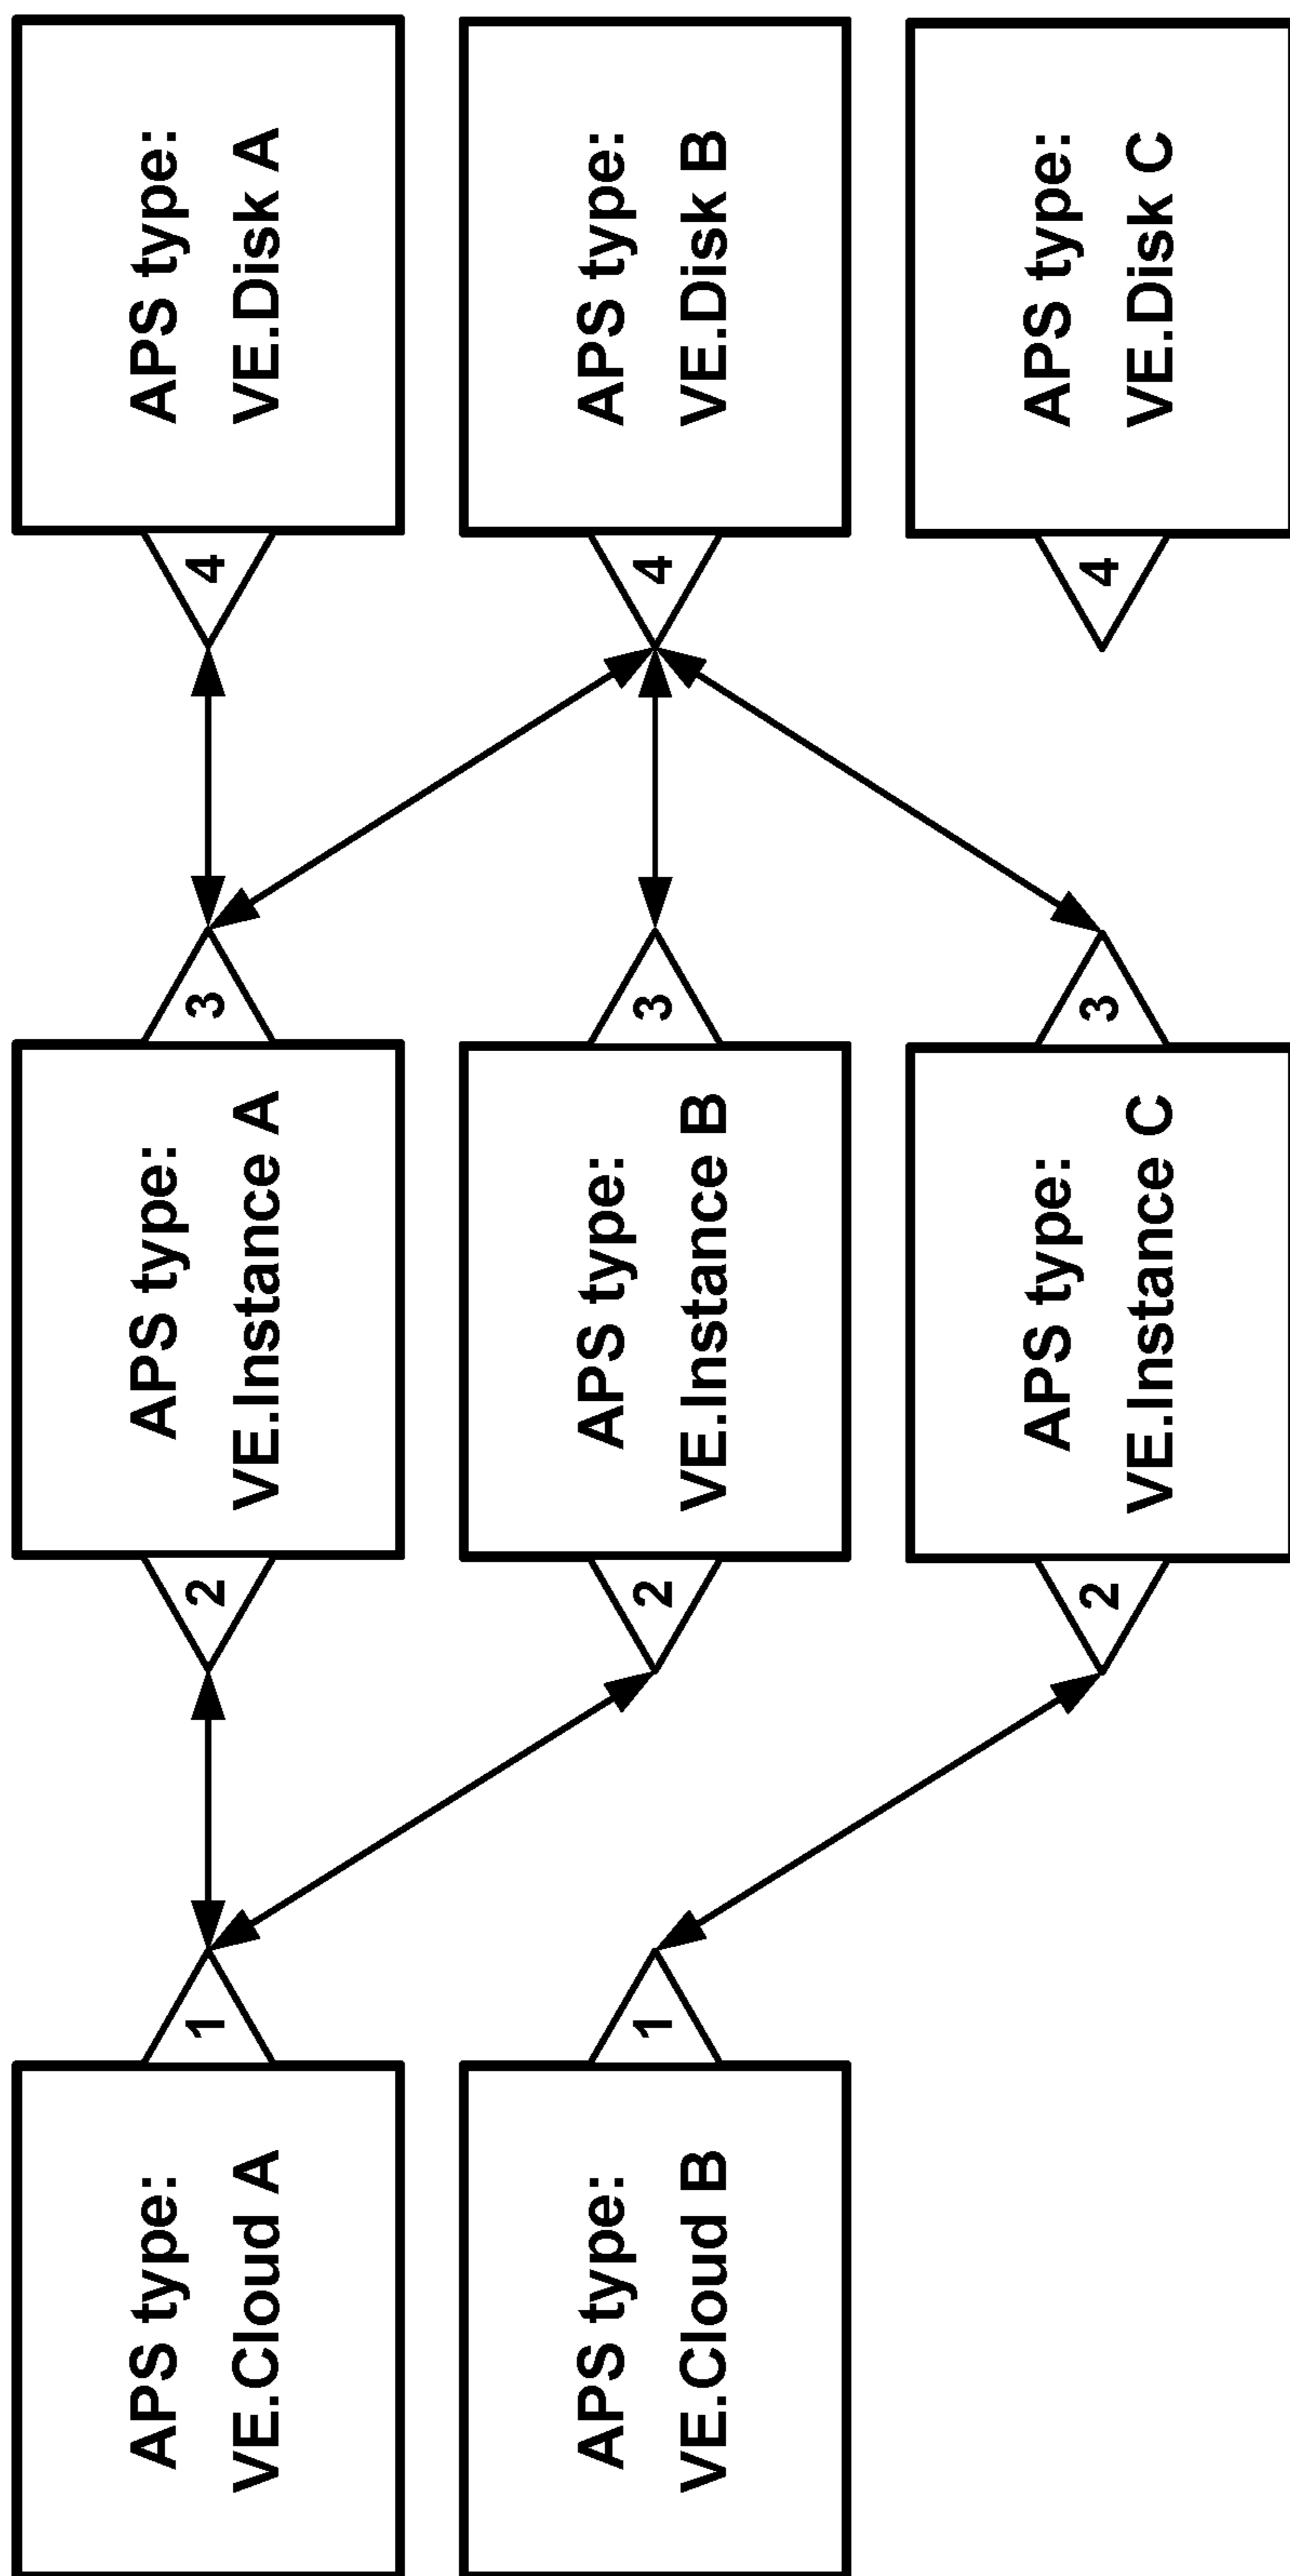 APS type:
VE.Cloud A
1
2
APS type:
VE.Instance A
3
4
APS type:
VE.Disk A
APS type:
VE.Cloud B
1
2
APS type:
VE.Instance B
3
4
APS type:
VE.Disk B
2
APS type:
VE.Instance C
3
4
APS type:
VE.Disk C